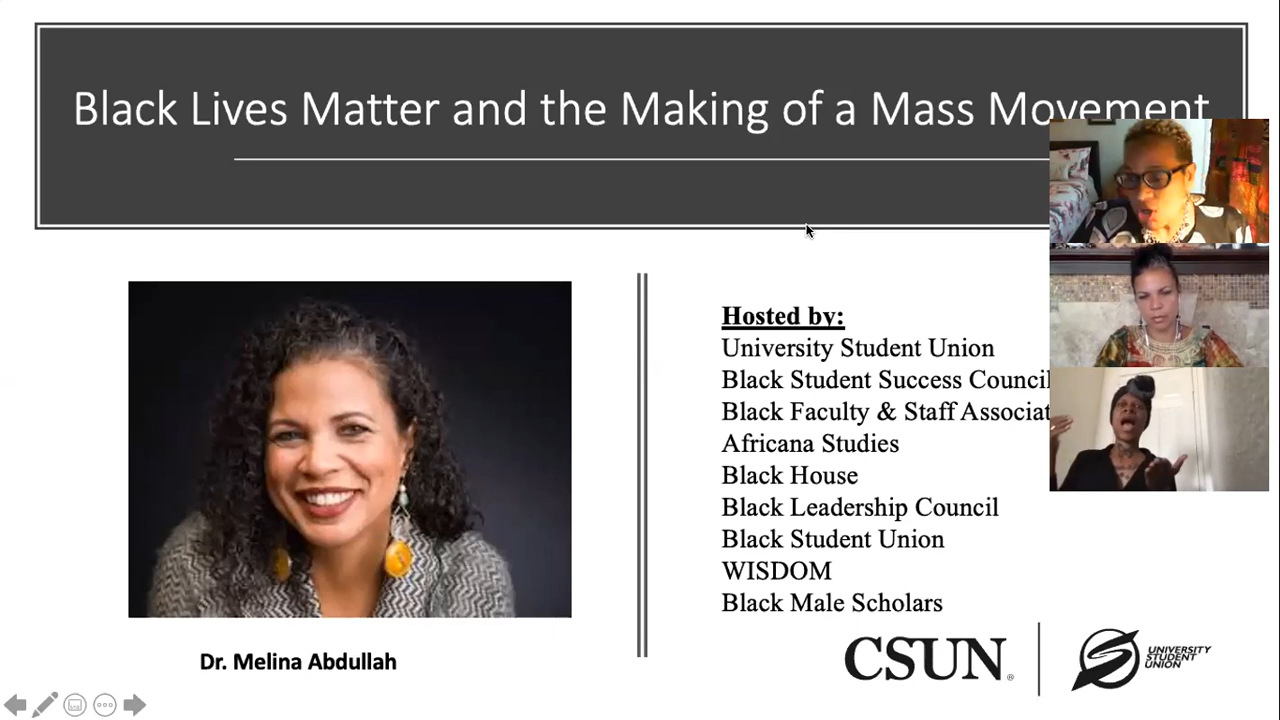 Black Lives Matter and the Making of a Mass Movement
Hosted by:
University Student Union
Black Student Success Council
Black Faculty & Staff Associat
Africana Studies
Black House
Black Leadership Council
Black Student Union
WISDOM
Black Male Scholars
Dr. Melina Abdullah
CSUN®
UNIVERSITY
STUDENT
UNION